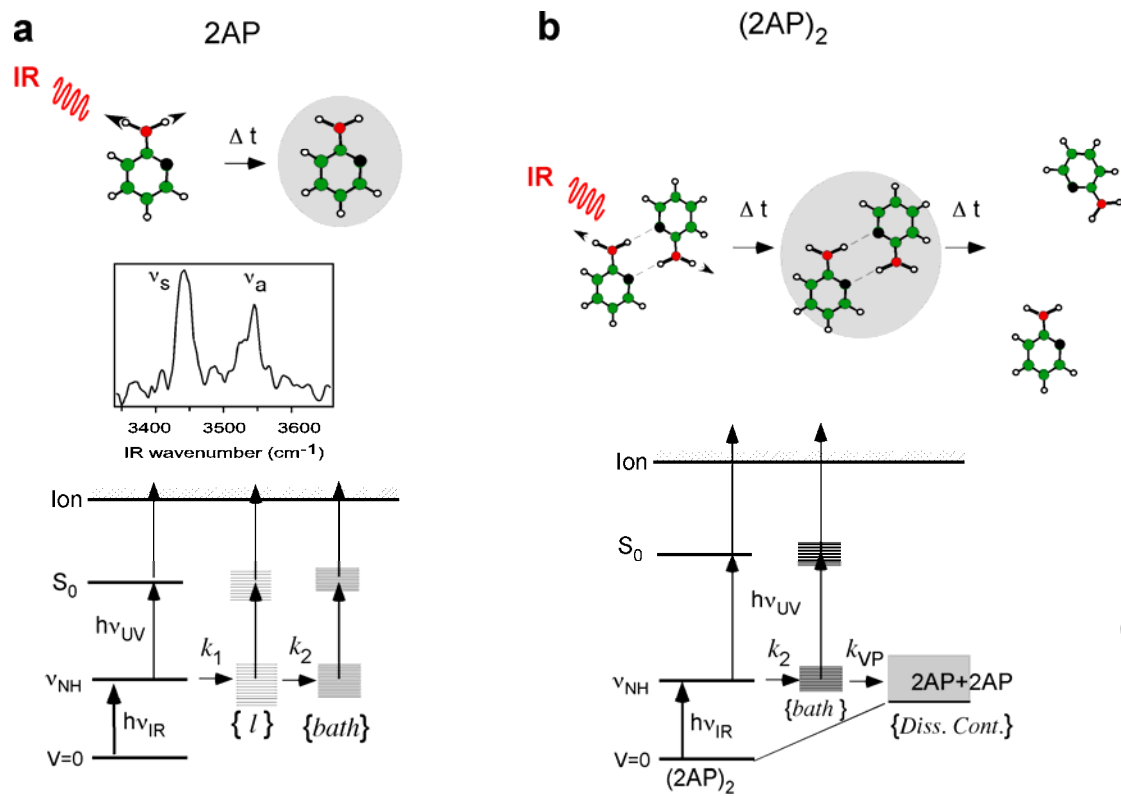 a
2AP
IR
Δ t
νs
νa
3400 3500 3600
IR wavenumber (cm-1)
Ion
S0
hνUV
k1
k2
νNH
hνIR
{ l }
{bath}
V=0
b
(2AP)2
IR
Δ t
Δ t
Ion
S0
hνUV
k2
kVP
νNH
2AP+2AP
{bath }
hνIR
{Diss. Cont.}
V=0
(2AP)2